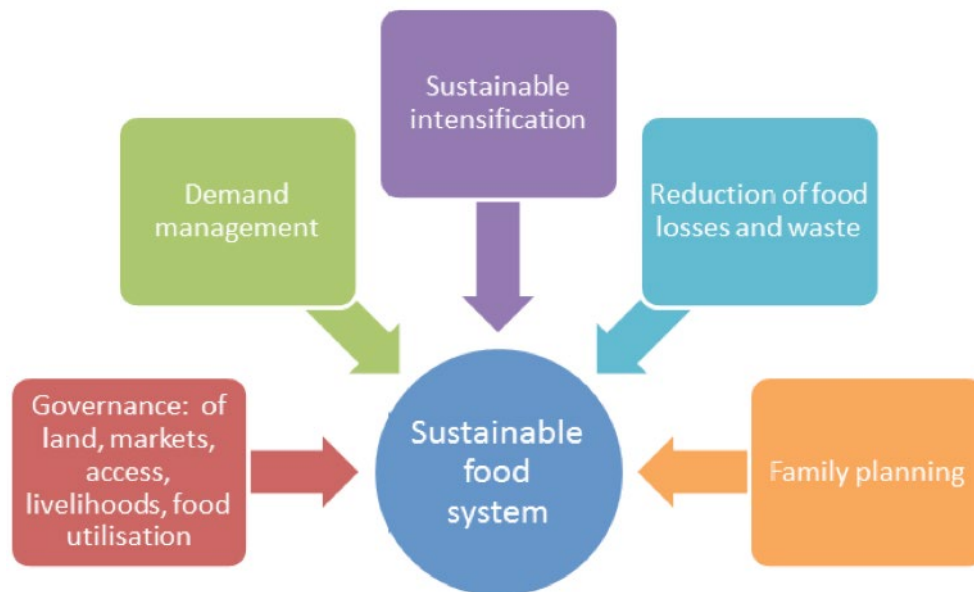 Sustainable
intensification
Demand
management
Reduction of food
losses and waste
Governance:  of
land, markets,
access,
livelihoods, food
utilisation
Sustainable
food
system
Family planning